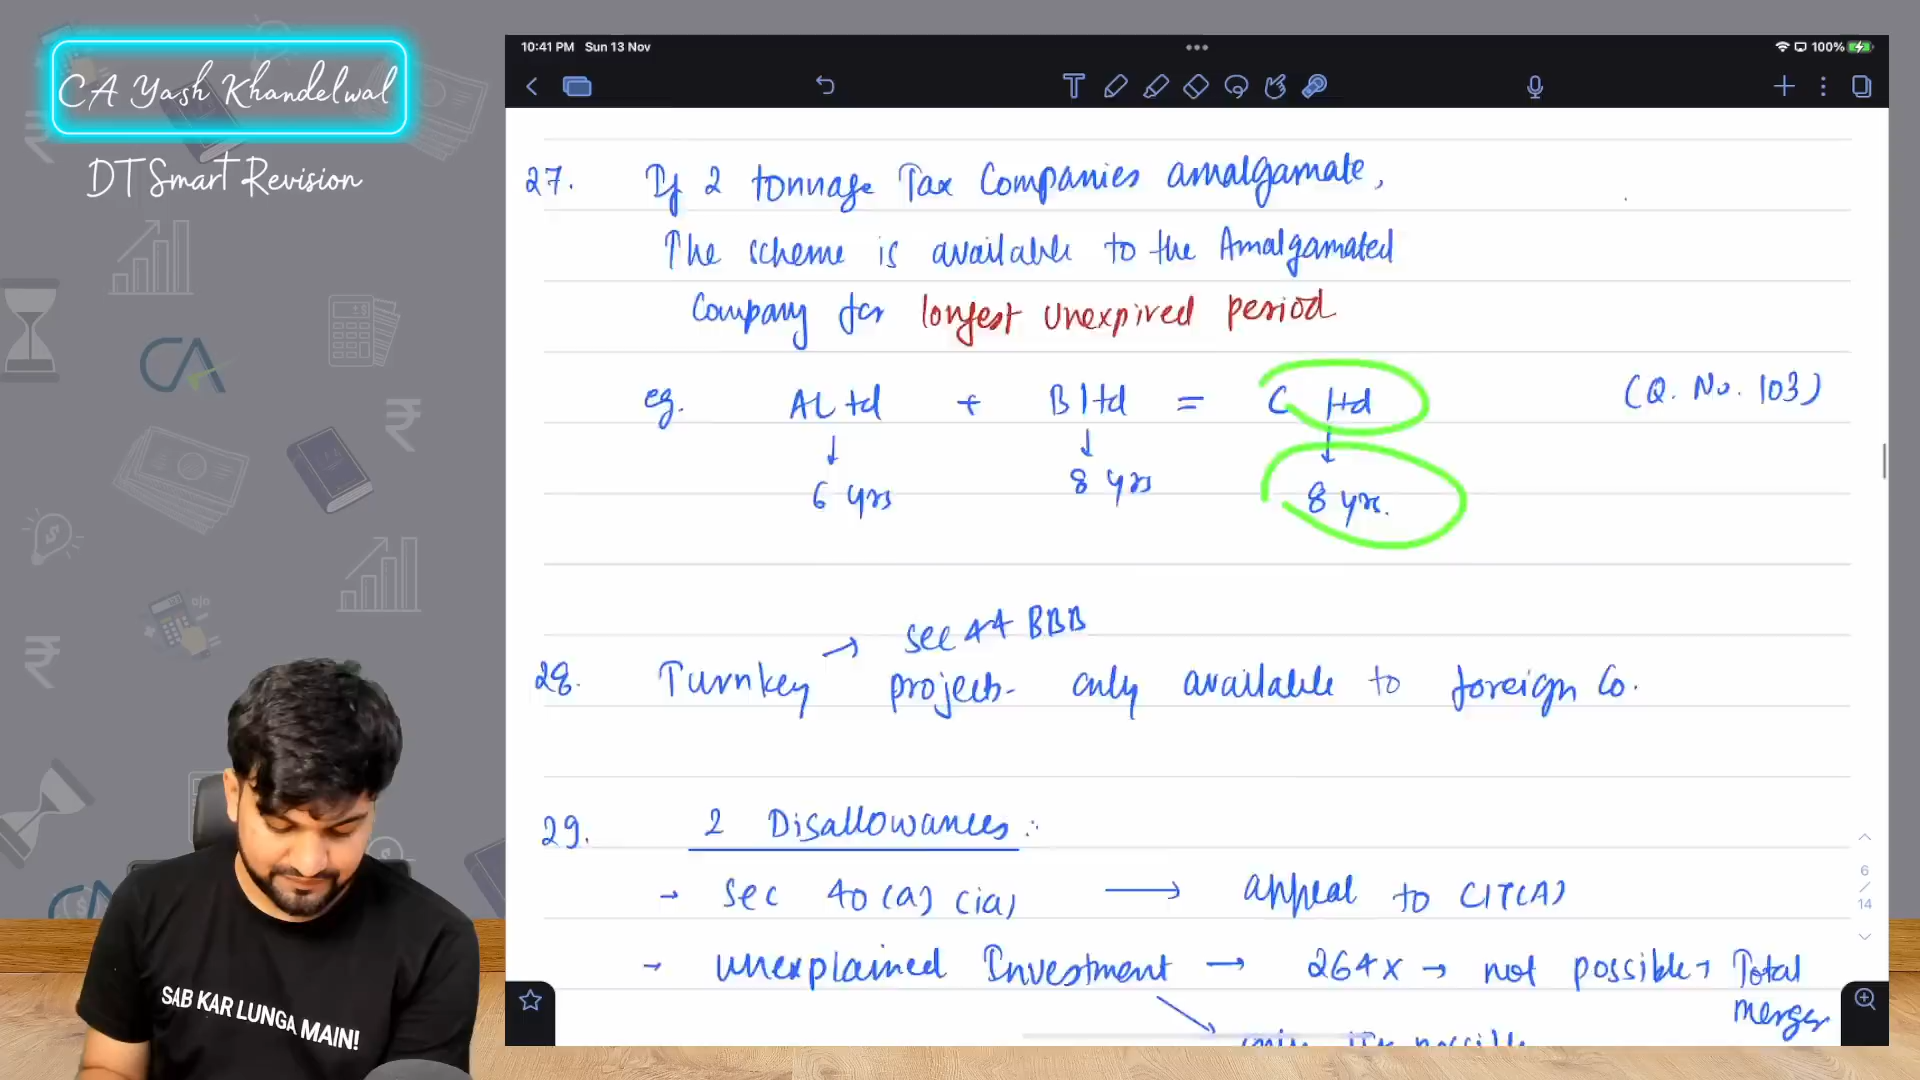 CA Yash Khandelwal
DT Smart Revision
10:41 PM Sun 13 Nov
100%
27. If 2 tonnage Tax Companies amalgamate,
The scheme is available to the Amalgamated
Company for longest unexpired period
eg. A Ltd + B ltd = C ltd (Q. No. 103)
6 yrs 8 yrs 8 yrs.
→ sec 44 BBB
28. Turnkey projects- only available to foreign Co.
29. 2 Disallowances :-
→ Sec 40(a)(ia) → appeal to CIT(A)
→ unexplained Investment → 264 x → not possible → Total
merger
6
/
14
SAB KAR LUNGA MAIN!